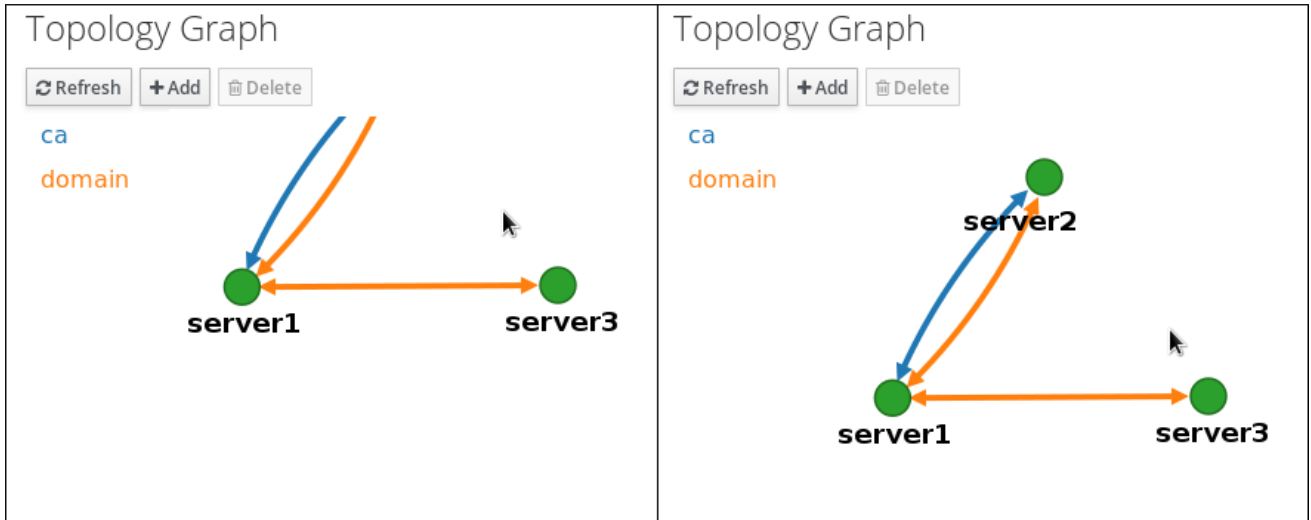 Topology Graph
Refresh Add Delete
ca
domain
server1
server3
Topology Graph
Refresh Add Delete
ca
domain
server2
server1
server3